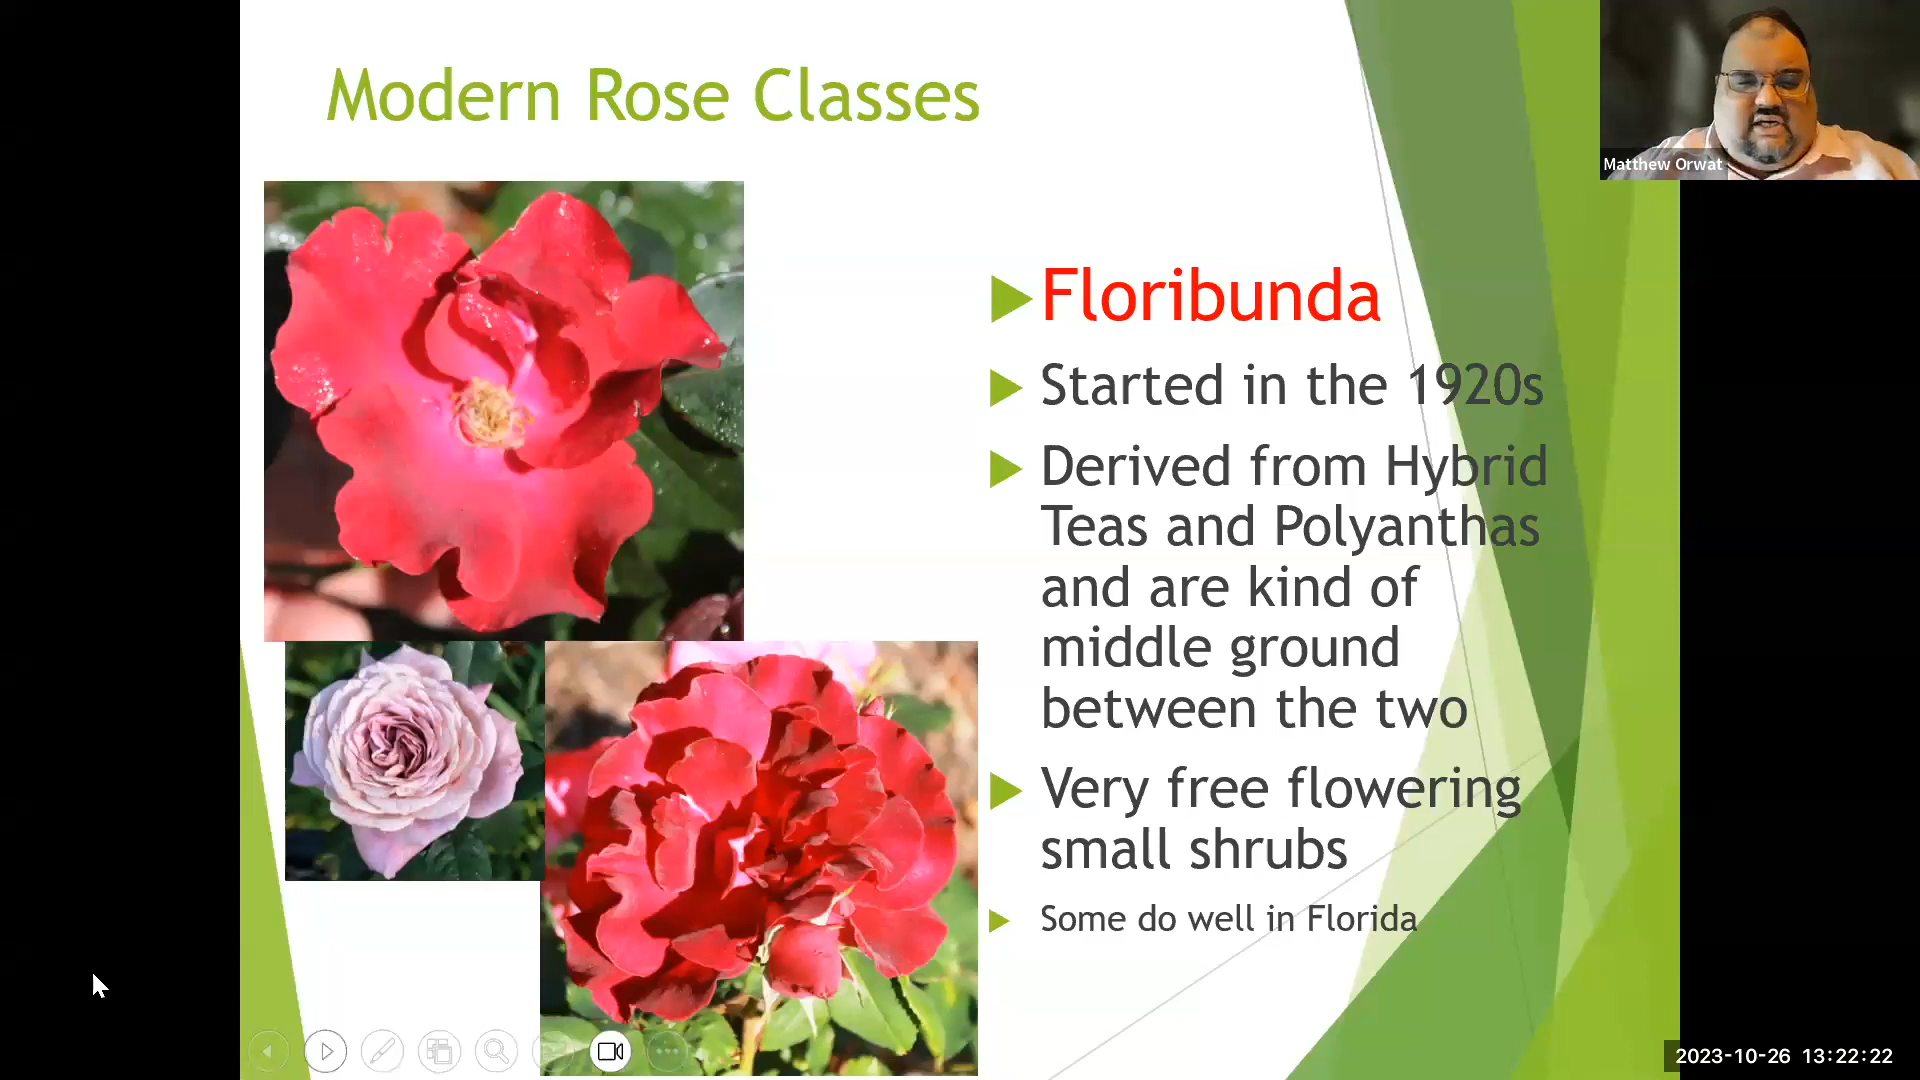 Modern Rose Classes
Matthew Orwat
Floribunda
Started in the 1920s
Derived from Hybrid
Teas and Polyanthas
and are kind of
middle ground
between the two
Very free flowering
small shrubs
Some do well in Florida
2023-10-26 13:22:22